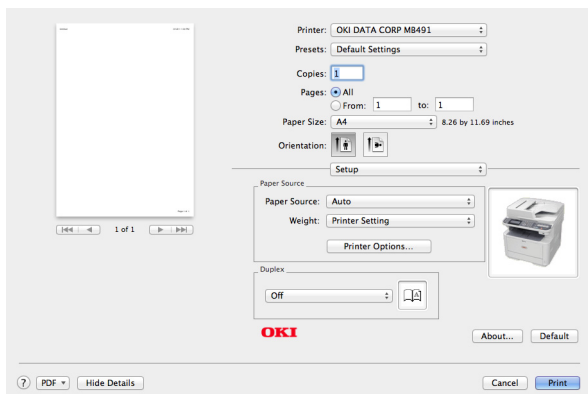 Printer: OKI DATA CORP MB491
Presets: Default Settings
Copies: 1
Pages: All
From: 1 to: 1
Paper Size: A4 8.26 by 11.69 inches
Orientation:
Setup
Paper Source
Paper Source: Auto
Weight: Printer Setting
Printer Options...
1 of 1
Duplex
Off
A
OKI
About... Default
? PDF Hide Details Cancel Print